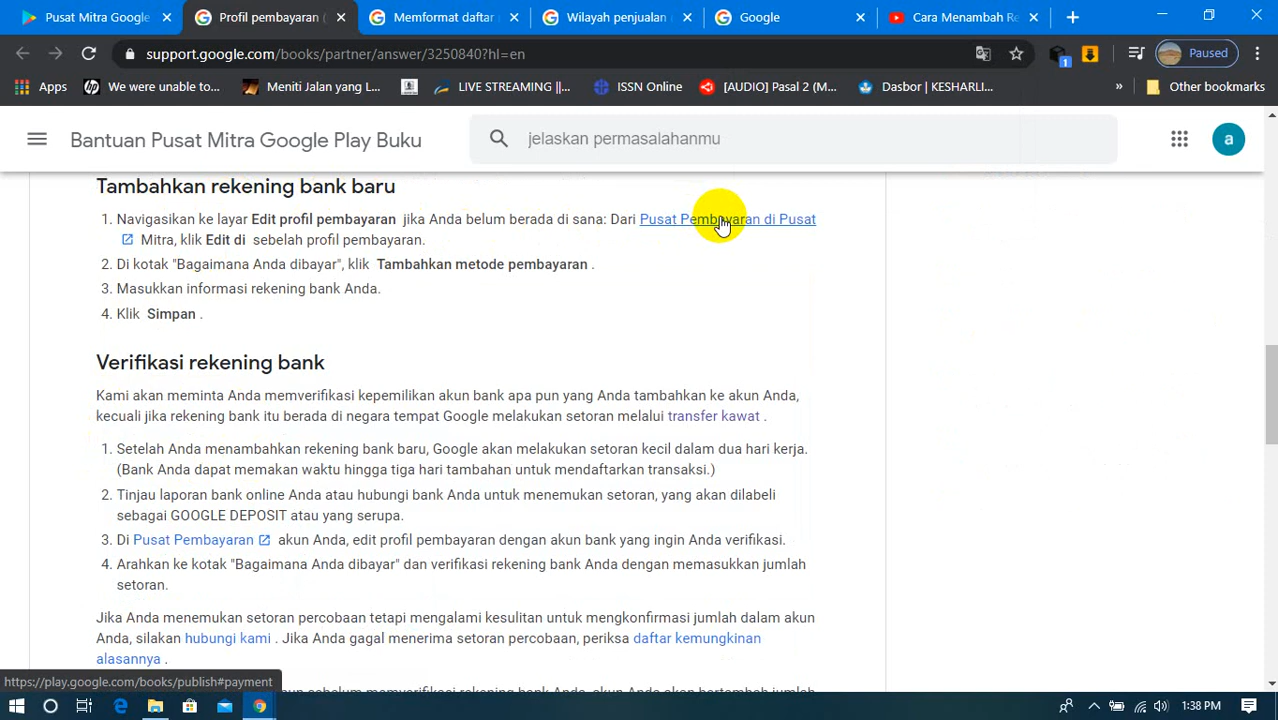 Pusat Mitra Google
Profil pembayaran (
Memformat daftar
Wilayah penjualan
Google
Cara Menambah Re
support.google.com/books/partner/answer/3250840?hl=en
1
Paused
Apps
We were unable to...
Meniti Jalan yang L...
LIVE STREAMING ||...
ISSN Online
[AUDIO] Pasal 2 (M...
Dasbor | KESHARLI...
»
Other bookmarks
Bantuan Pusat Mitra Google Play Buku
jelaskan permasalahanmu
a
Tambahkan rekening bank baru
1. Navigasikan ke layar Edit profil pembayaran jika Anda belum berada di sana: Dari Pusat Pembayaran di Pusat
Mitra, klik Edit di sebelah profil pembayaran.
2. Di kotak "Bagaimana Anda dibayar", klik Tambahkan metode pembayaran .
3. Masukkan informasi rekening bank Anda.
4. Klik Simpan .
Verifikasi rekening bank
Kami akan meminta Anda memverifikasi kepemilikan akun bank apa pun yang Anda tambahkan ke akun Anda,
kecuali jika rekening bank itu berada di negara tempat Google melakukan setoran melalui transfer kawat .
1. Setelah Anda menambahkan rekening bank baru, Google akan melakukan setoran kecil dalam dua hari kerja.
(Bank Anda dapat memakan waktu hingga tiga hari tambahan untuk mendaftarkan transaksi.)
2. Tinjau laporan bank online Anda atau hubungi bank Anda untuk menemukan setoran, yang akan dilabeli
sebagai GOOGLE DEPOSIT atau yang serupa.
3. Di Pusat Pembayaran akun Anda, edit profil pembayaran dengan akun bank yang ingin Anda verifikasi.
4. Arahkan ke kotak "Bagaimana Anda dibayar" dan verifikasi rekening bank Anda dengan memasukkan jumlah
setoran.
Jika Anda menemukan setoran percobaan tetapi mengalami kesulitan untuk mengkonfirmasi jumlah dalam akun
Anda, silakan hubungi kami . Jika Anda gagal menerima setoran percobaan, periksa daftar kemungkinan
alasannya .
sebelum memverifikasi rekening bank Anda, akun Anda akan bertambah jumlah
https://play.google.com/books/publish#payment
1:38 PM